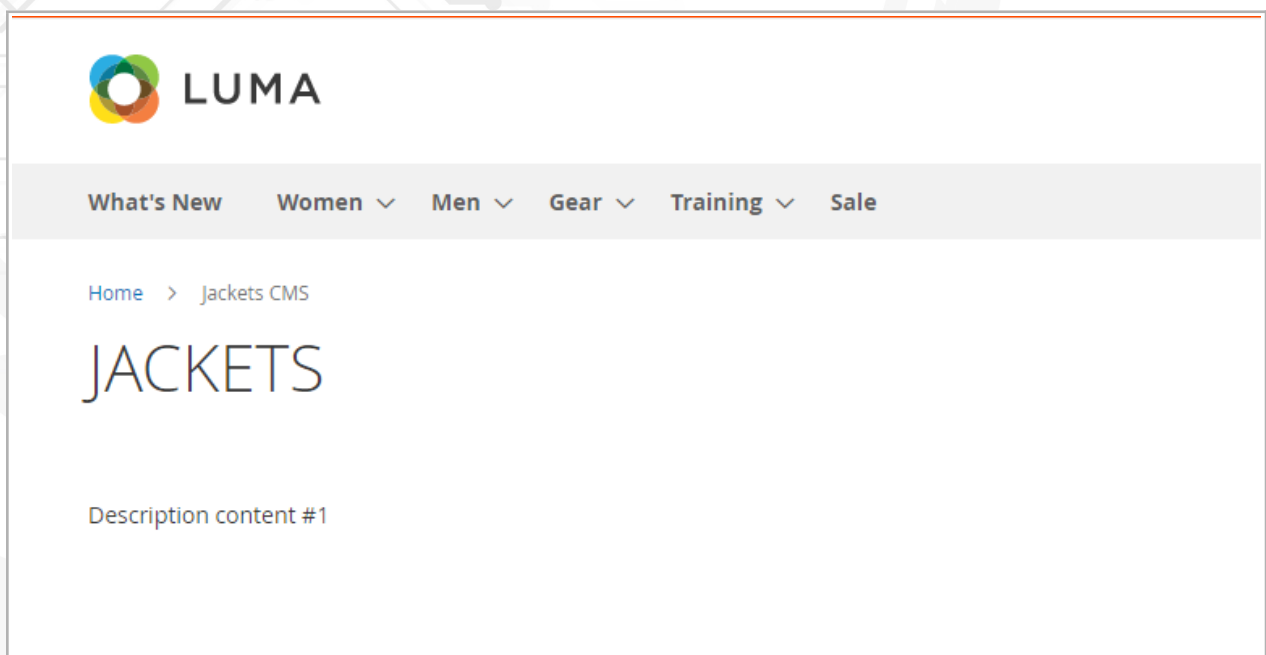 LUMA
What's New Women Men Gear Training Sale
Home > Jackets CMS
JACKETS
Description content #1